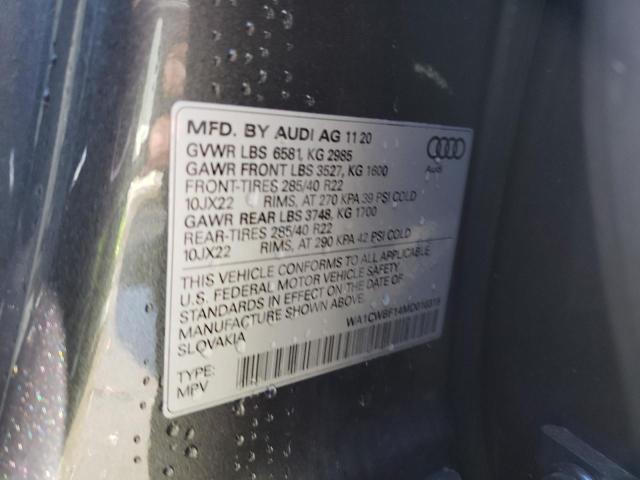 MFD. BY AUDI AG 11 20
Audi
GVWR LBS 6581, KG 2985
GAWR FRONT LBS 3527, KG 1600
FRONT-TIRES 285/40 R22
10JX22 RIMS, AT 270 KPA 39 PSI COLD
GAWR REAR LBS 3748, KG 1700
REAR-TIRES 285/40 R22
10JX22 RIMS, AT 290 KPA 42 PSI COLD
THIS VEHICLE CONFORMS TO ALL APPLICABLE
U.S. FEDERAL MOTOR VEHICLE SAFETY
STANDARDS IN EFFECT ON THE DATE OF
MANUFACTURE SHOWN ABOVE.
SLOVAKIA
TYPE:
MPV